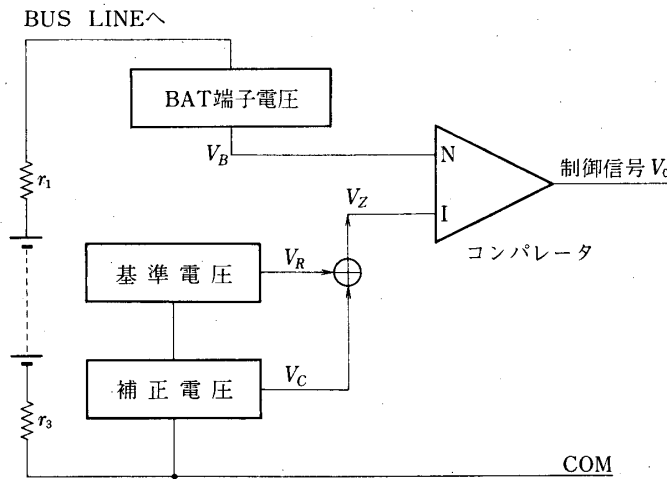 BUS LINEへ
BAT端子電圧
V_B
N
制御信号 V_C
r_1
V_Z
I
コンパレータ
基準電圧
V_R
補正電圧
V_C
r_3
COM